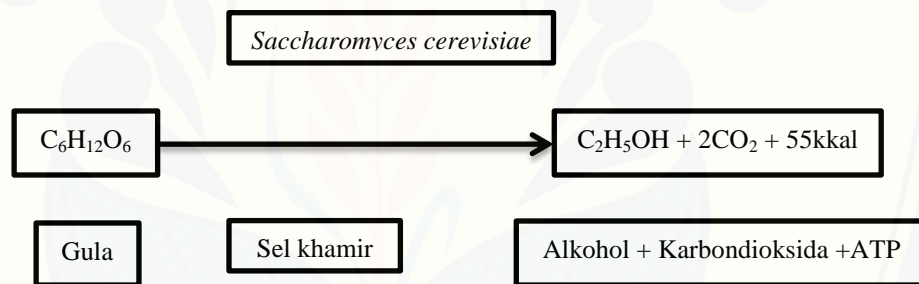 Saccharomyces cerevisiae
C₆H₁₂O₆
C₂H₅OH + 2CO₂ + 55kkal
Gula
Sel khamir
Alkohol + Karbondioksida +ATP